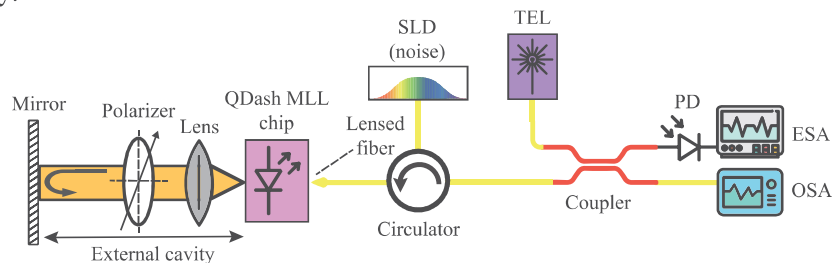 y.
SLD
(noise)
TEL
Mirror
Polarizer
Lens
QDash MLL
chip
Lensed
fiber
PD
ESA
OSA
Circulator
Coupler
External cavity